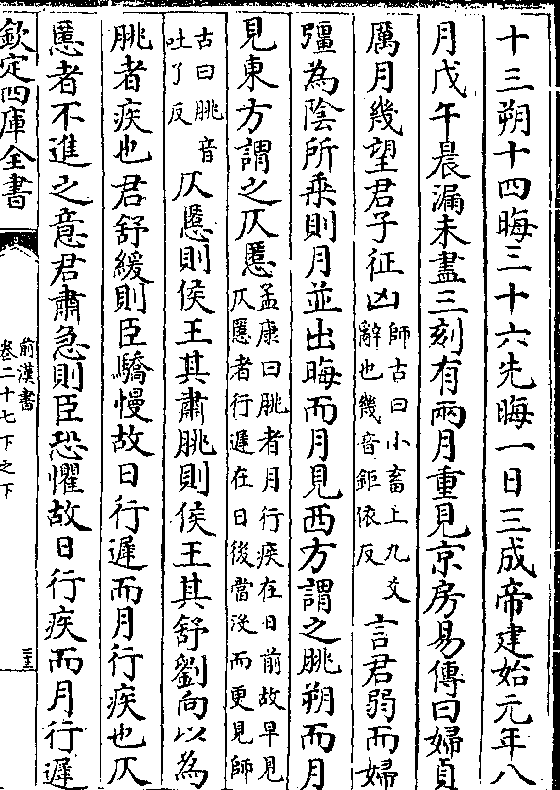 十三朔十四晦三十六先晦一日三成帝建始元年八
月戊午晨漏未盡三刻有兩月重見京房易傳曰婦貞
厲月幾望君子征凶師古曰小畜上九爻辭也幾音鉅依反言君弱而婦
彊為陰所乘則月並出晦而月見西方謂之朓朔而月
見東方謂之仄慝孟康曰朓者月行疾在日前故早見仄慝者行遲在日後當没而更見師
古曰朓音吐了反仄慝則侯王其肅朓則侯王其舒劉向以為
朓者疾也君舒緩則臣驕慢故日行遲而月行疾也仄
慝者不進之意君肅急則臣恐懼故日行疾而月行遲
欽定四庫全書
前漢書
卷二十七下之下